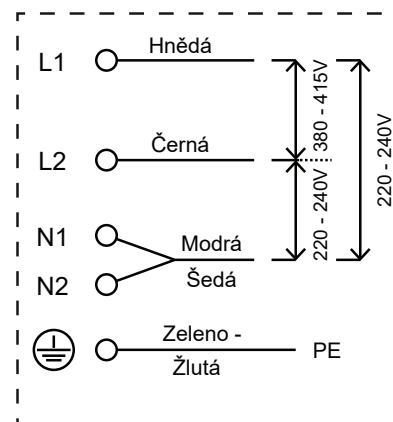 L1
Hnědá
L2
Černá
N1
N2
Modrá
Šedá
Zeleno -
Žlutá
PE
380 - 415V
220 - 240V
220 - 240V